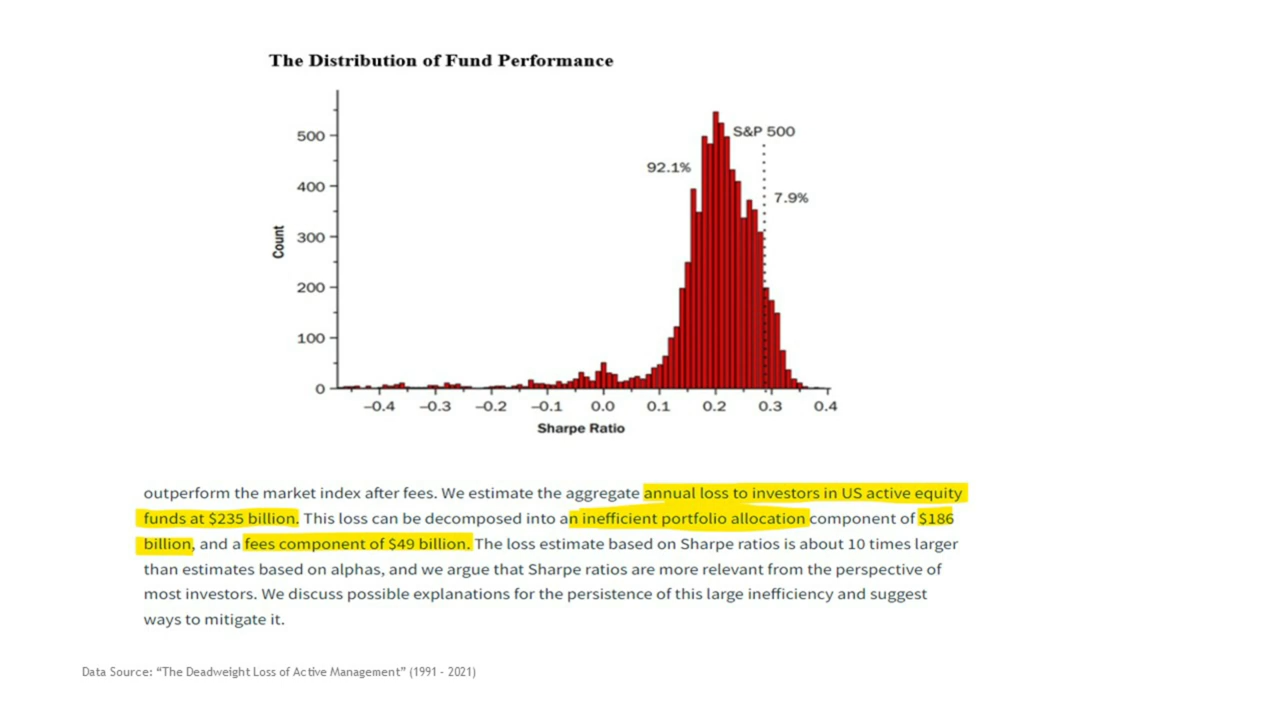 The Distribution of Fund Performance
500
400
300
200
100
0
Count
S&P 500
92.1%
7.9%
−0.4 −0.3 −0.2 −0.1 0.0 0.1 0.2 0.3 0.4
Sharpe Ratio
outperform the market index after fees. We estimate the aggregate annual loss to investors in US active equity
funds at $235 billion. This loss can be decomposed into an inefficient portfolio allocation component of $186
billion, and a fees component of $49 billion. The loss estimate based on Sharpe ratios is about 10 times larger
than estimates based on alphas, and we argue that Sharpe ratios are more relevant from the perspective of
most investors. We discuss possible explanations for the persistence of this large inefficiency and suggest
ways to mitigate it.
Data Source: “The Deadweight Loss of Active Management” (1991 - 2021)